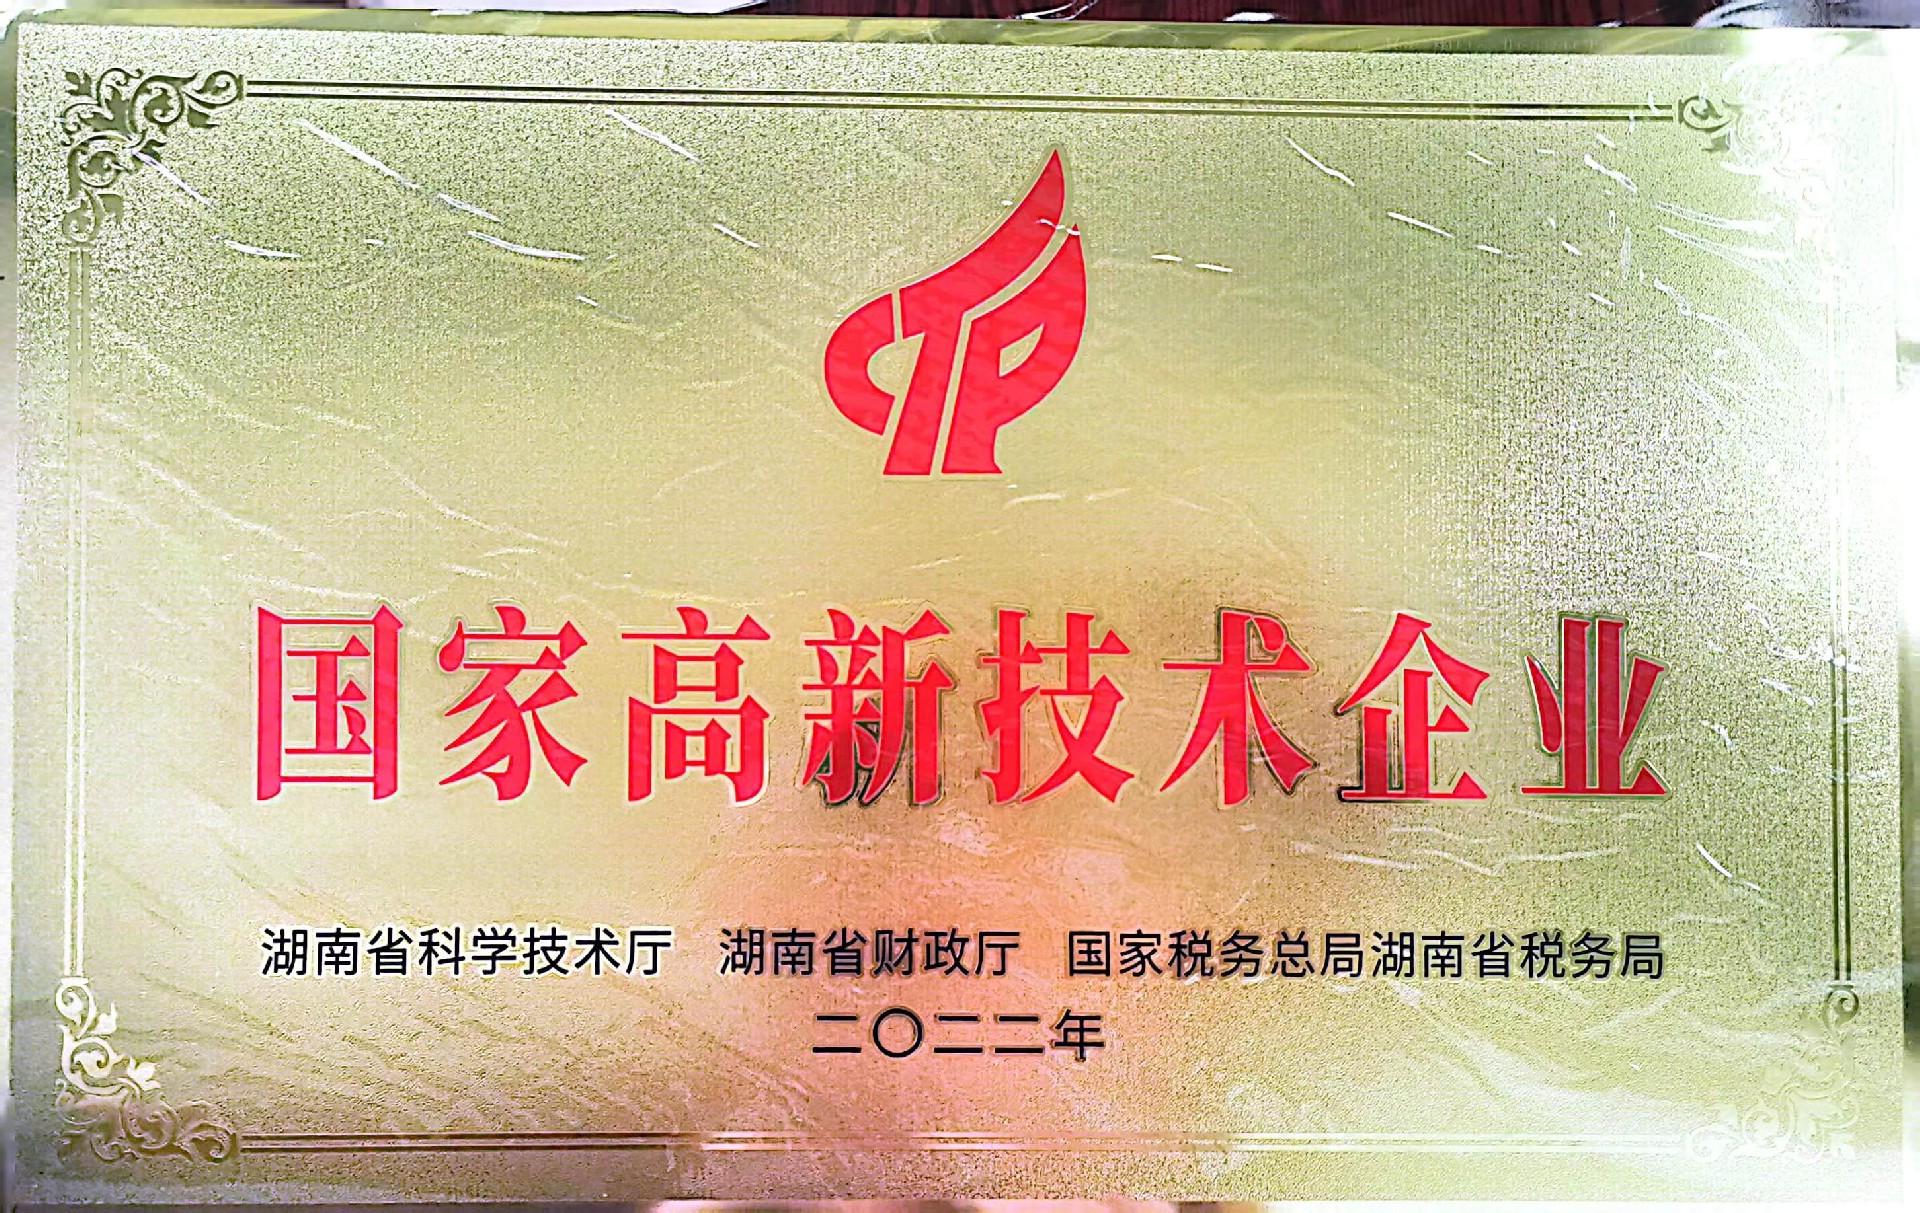 国家高新技术企业
湖南省科学技术厅 湖南省财政厅 国家税务总局湖南省税务局
二〇二二年